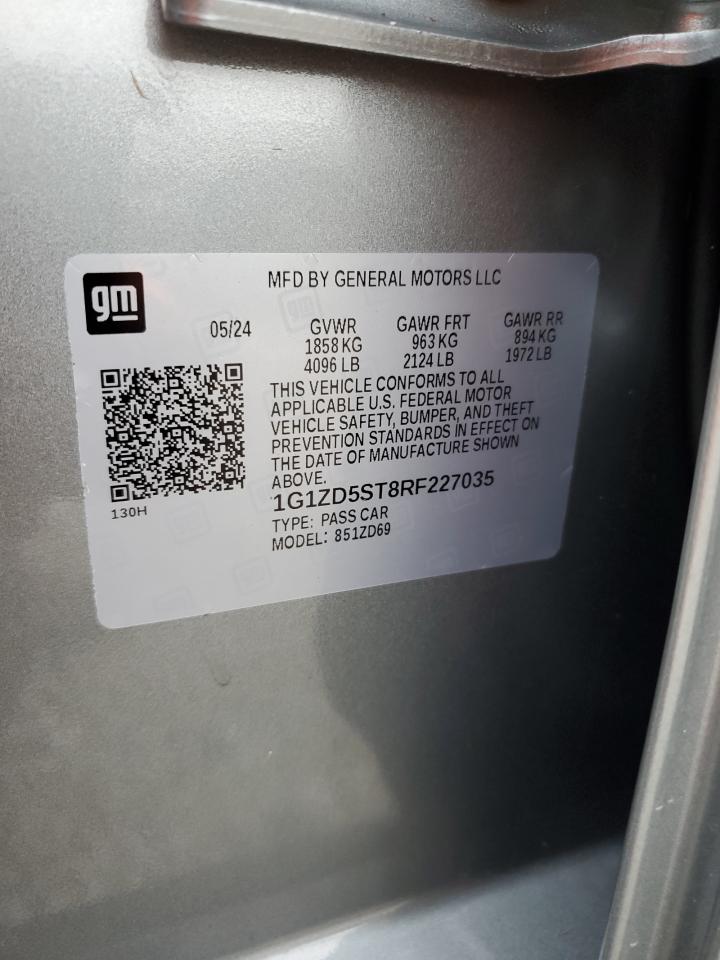 gm
MFD BY GENERAL MOTORS LLC
05/24 GVWR GAWR FRT GAWR RR
1858 KG 963 KG 894 KG
4096 LB 2124 LB 1972 LB
THIS VEHICLE CONFORMS TO ALL
APPLICABLE U.S. FEDERAL MOTOR
VEHICLE SAFETY, BUMPER, AND THEFT
PREVENTION STANDARDS IN EFFECT ON
THE DATE OF MANUFACTURE SHOWN
ABOVE.
1G1ZD5ST8RF227035
130H
TYPE: PASS CAR
MODEL: 851ZD69